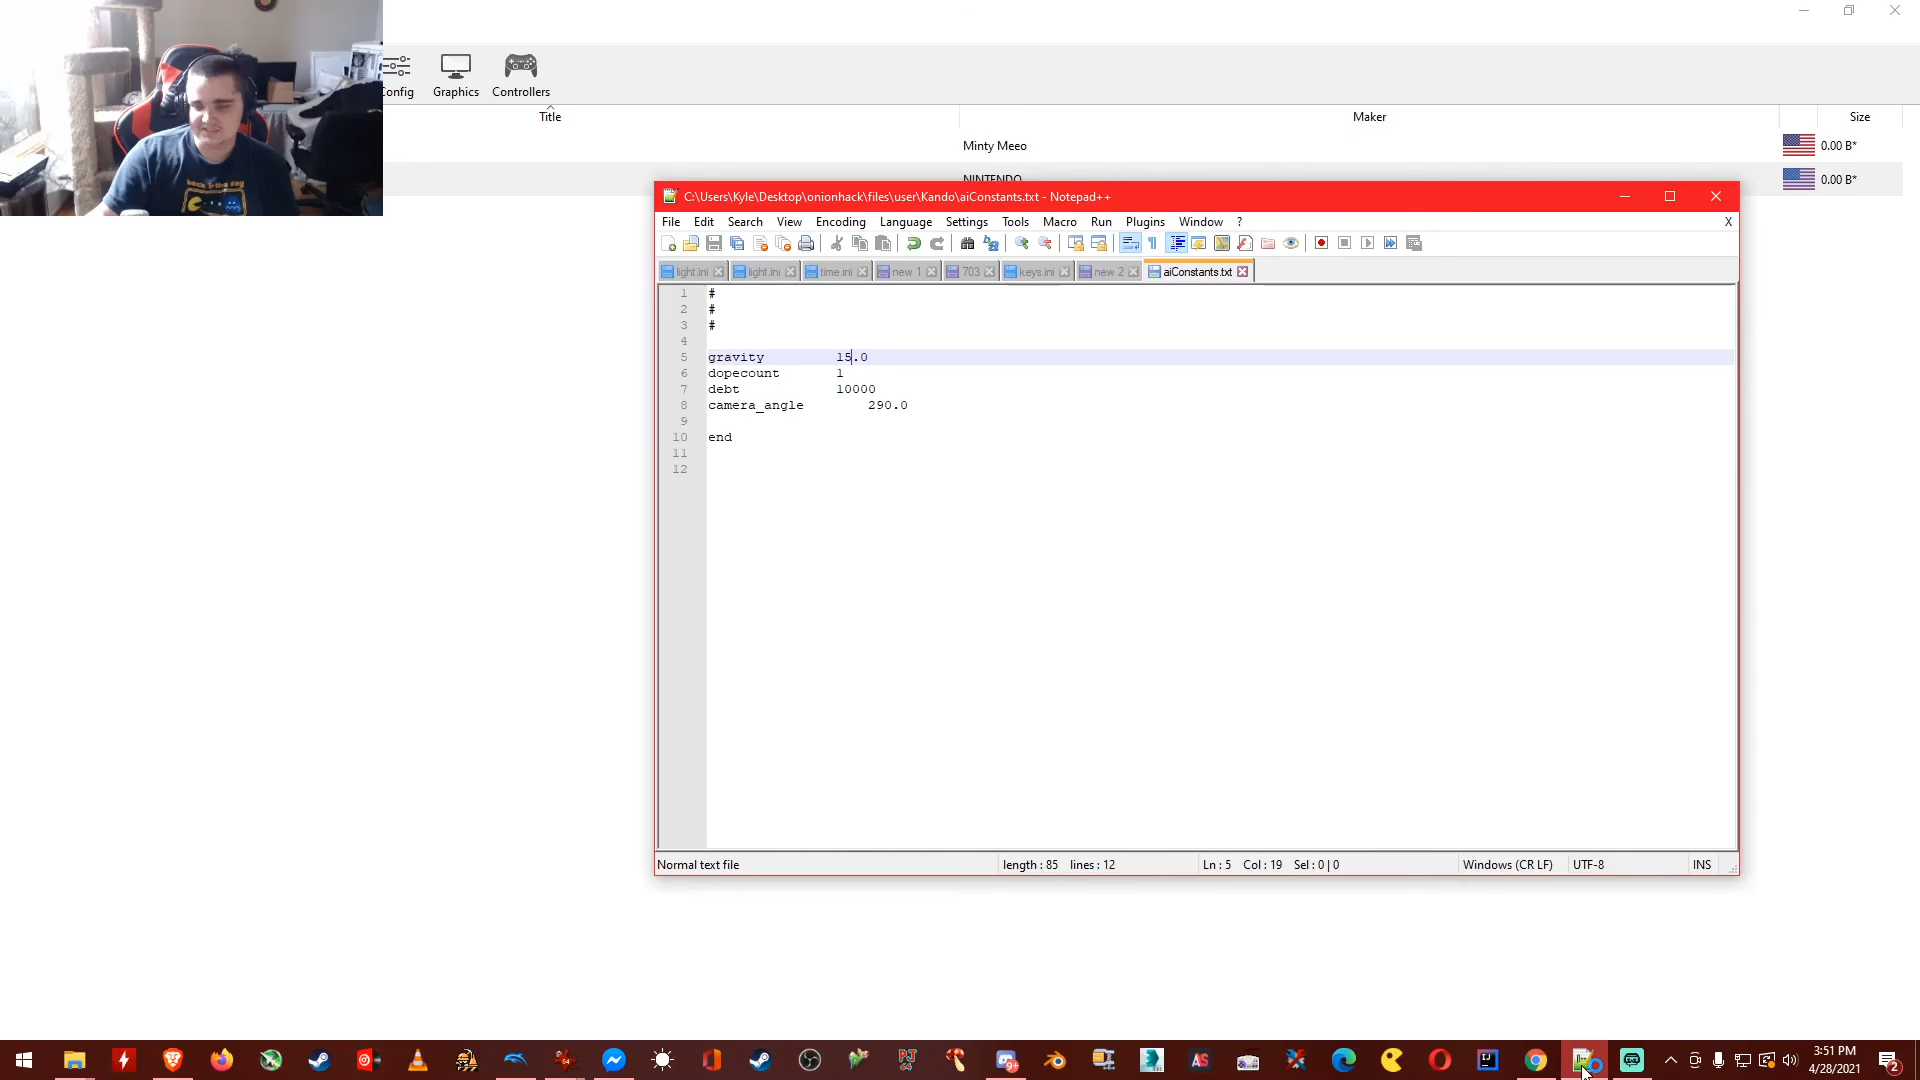 Config
Graphics
Controllers
Title
Maker
Size
Minty Meeo
0.00 B*
NINTENDO
0.00 B*
C:\Users\Kyle\Desktop\onionhack\files\user\Kando\aiConstants.txt - Notepad++
File Edit Search View Encoding Language Settings Tools Macro Run Plugins Window ? X
light.ini light.ini time.ini new 1 703 keys.ini new 2 aiConstants.txt
1 #
2 #
3 #
4
5 gravity 15.0
6 dopecount 1
7 debt 10000
8 camera_angle 290.0
9
10 end
11
12
Normal text file length : 85 lines : 12 Ln : 5 Col : 19 Sel : 0 | 0 Windows (CR LF) UTF-8 INS
3:51 PM
4/28/2021